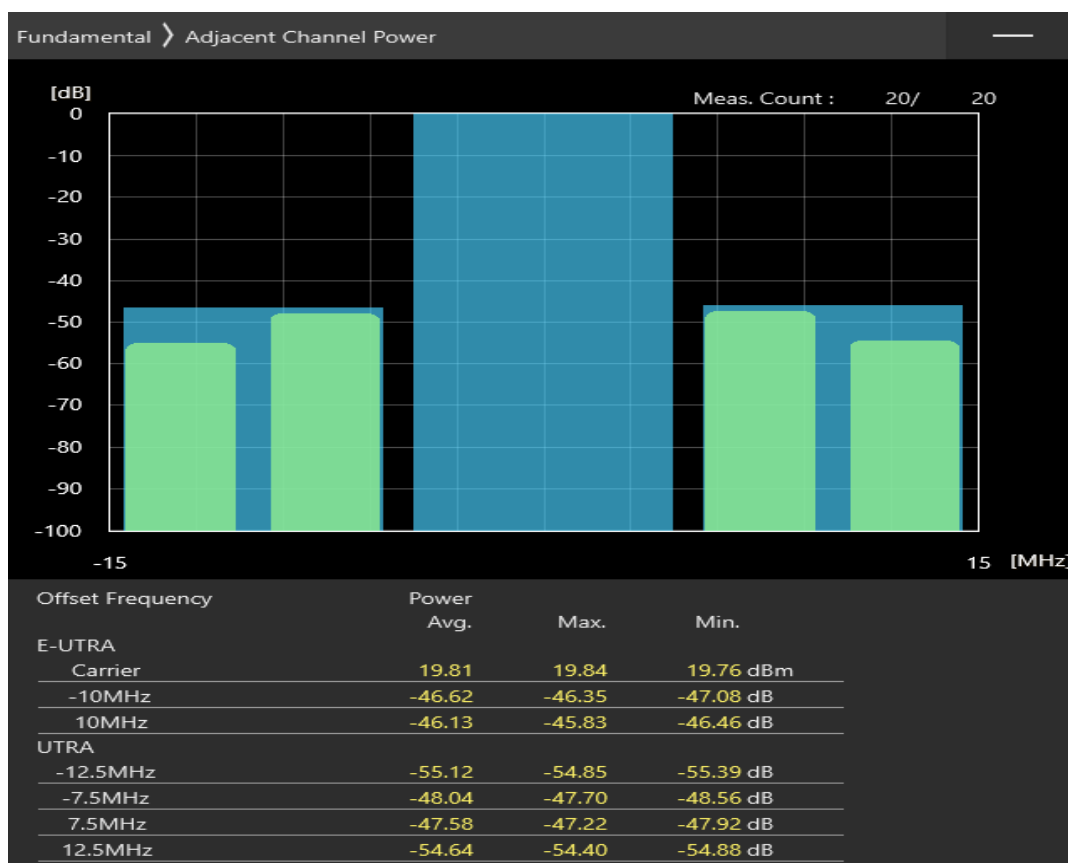 Fundamental ❯ Adjacent Channel Power
[dB]
Meas. Count : 20/ 20
0
-10
-20
-30
-40
-50
-60
-70
-80
-90
-100
-15 15 [MHz]
Offset Frequency Power
Avg. Max. Min.
E-UTRA
Carrier 19.81 19.84 19.76 dBm
-10MHz -46.62 -46.35 -47.08 dB
10MHz -46.13 -45.83 -46.46 dB
UTRA
-12.5MHz -55.12 -54.85 -55.39 dB
-7.5MHz -48.04 -47.70 -48.56 dB
7.5MHz -47.58 -47.22 -47.92 dB
12.5MHz -54.64 -54.40 -54.88 dB